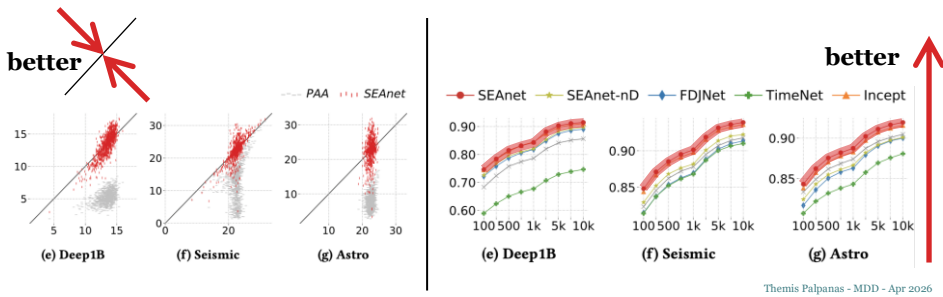 better
PAA SEAnet
15
10
5
5 10 15
(e) Deep1B
30
20
10
0
0 20
(f) Seismic
30
20
10
10 20 30
(g) Astro
better
SEAnet SEAnet-nD FDJNet TimeNet Incept
0.90
0.80
0.70
0.60
100 500 1k 5k 10k
(e) Deep1B
0.90
0.85
100 500 1k 5k 10k
(f) Seismic
0.90
0.85
100 500 1k 5k 10k
(g) Astro
Themis Palpanas - MDD - Apr 2026